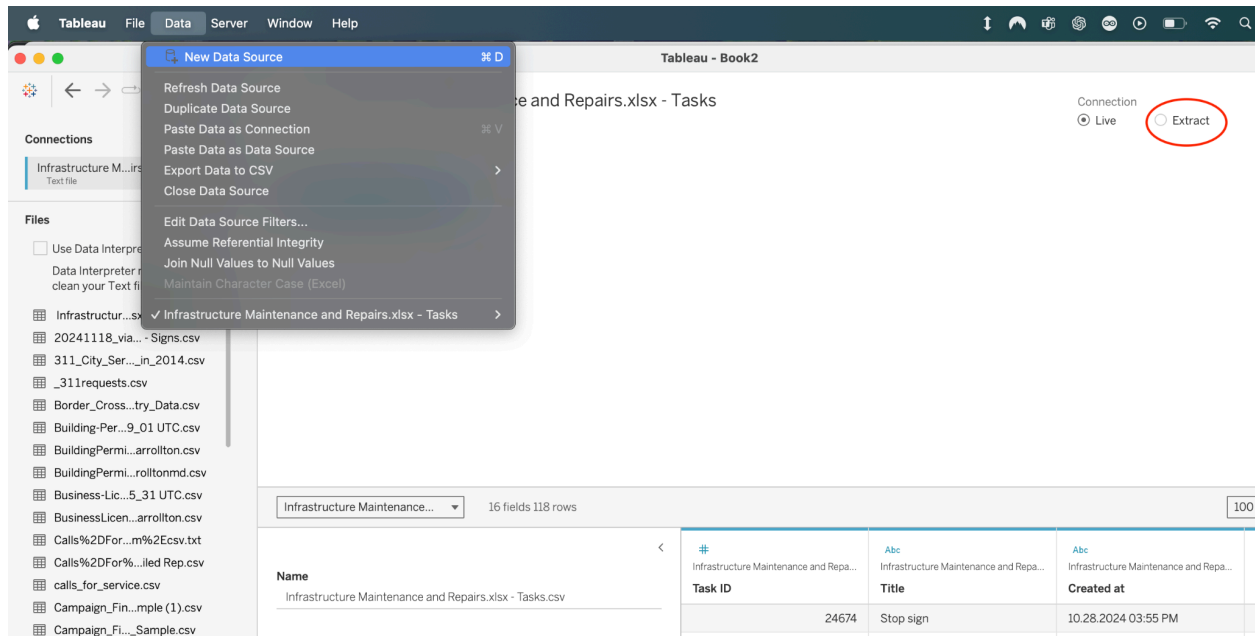 Tableau File Data Server Window Help
Tableau - Book2
New Data Source ⌘ D
Refresh Data Source
Duplicate Data Source
Paste Data as Connection ⌘ V
Paste Data as Data Source
Export Data to CSV
Close Data Source
Edit Data Source Filters...
Assume Referential Integrity
Join Null Values to Null Values
Maintain Character Case (Excel)
✓ Infrastructure Maintenance and Repairs.xlsx - Tasks
e and Repairs.xlsx - Tasks
Connection
Live Extract
Connections
Infrastructure M...irs
Text file
Files
Use Data Interpre
Data Interpreter
clean your Text fi
Infrastructur...sx
20241118_via... - Signs.csv
311_City_Ser..._in_2014.csv
_311requests.csv
Border_Cross...try_Data.csv
Building-Per...9_01 UTC.csv
BuildingPermi...arrollton.csv
BuildingPermi...rolltonmd.csv
Business-Lic...5_31 UTC.csv
BusinessLicen...arrollton.csv
Calls%2DFor...m%2Ecsv.txt
Calls%2DFor%...iled Rep.csv
calls_for_service.csv
Campaign_Fin...mple (1).csv
Campaign_Fi..._Sample.csv
Infrastructure Maintenance... 16 fields 118 rows 100
Name
Infrastructure Maintenance and Repairs.xlsx - Tasks.csv
# Abc Abc
Infrastructure Maintenance and Repa... Infrastructure Maintenance and Repa... Infrastructure Maintenance and Repa...
Task ID Title Created at
24674 Stop sign 10.28.2024 03:55 PM